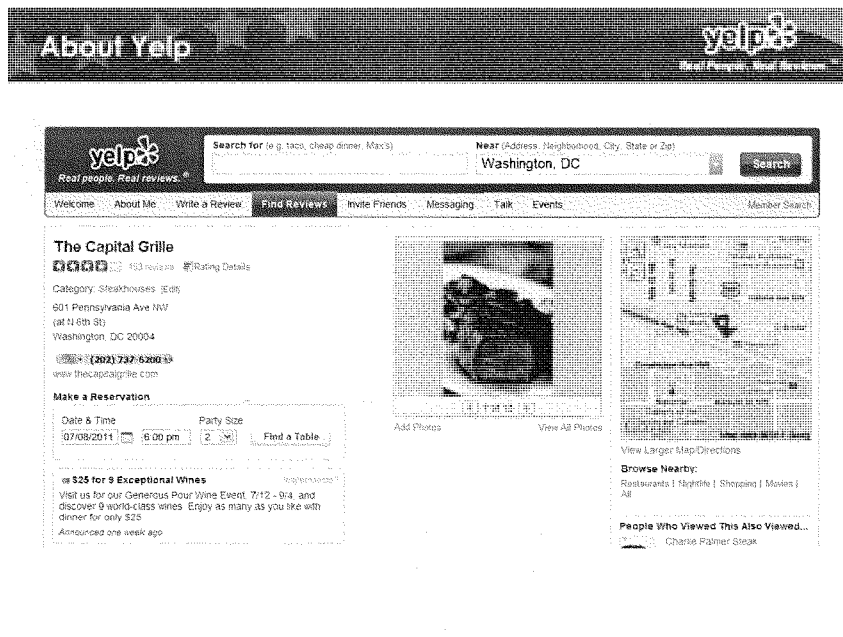 About Yelp
yelp
Real People. Real Reviews.
yelp
Real people. Real reviews. ®
Search for (e.g. taco, cheap dinner, Max's)
Near (Address, Neighborhood, City, State or Zip)
Washington, DC
Search
Welcome About Me Write a Review Find Reviews Invite Friends Messaging Talk Events Member Search
The Capital Grille
reviews Rating Details
Category: Steakhouses [Edit]
601 Pennsylvania Ave NW
(at N 6th St)
Washington, DC 20004
(202) 737-6200
www.thecapitalgrille.com
Make a Reservation
Date & Time Party Size
07/08/2011 6:00 pm 2 Find a Table
$25 for 9 Exceptional Wines
Visit us for our Generous Pour Wine Event, 7/12 - 9/4, and
discover 9 world-class wines. Enjoy as many as you like with
dinner for only $25
Announced one week ago
Add Photos View All Photos
View Larger Map/Directions
Browse Nearby:
Restaurants | Nightlife | Shopping | Movies |
All
People Who Viewed This Also Viewed...
Charlie Palmer Steak